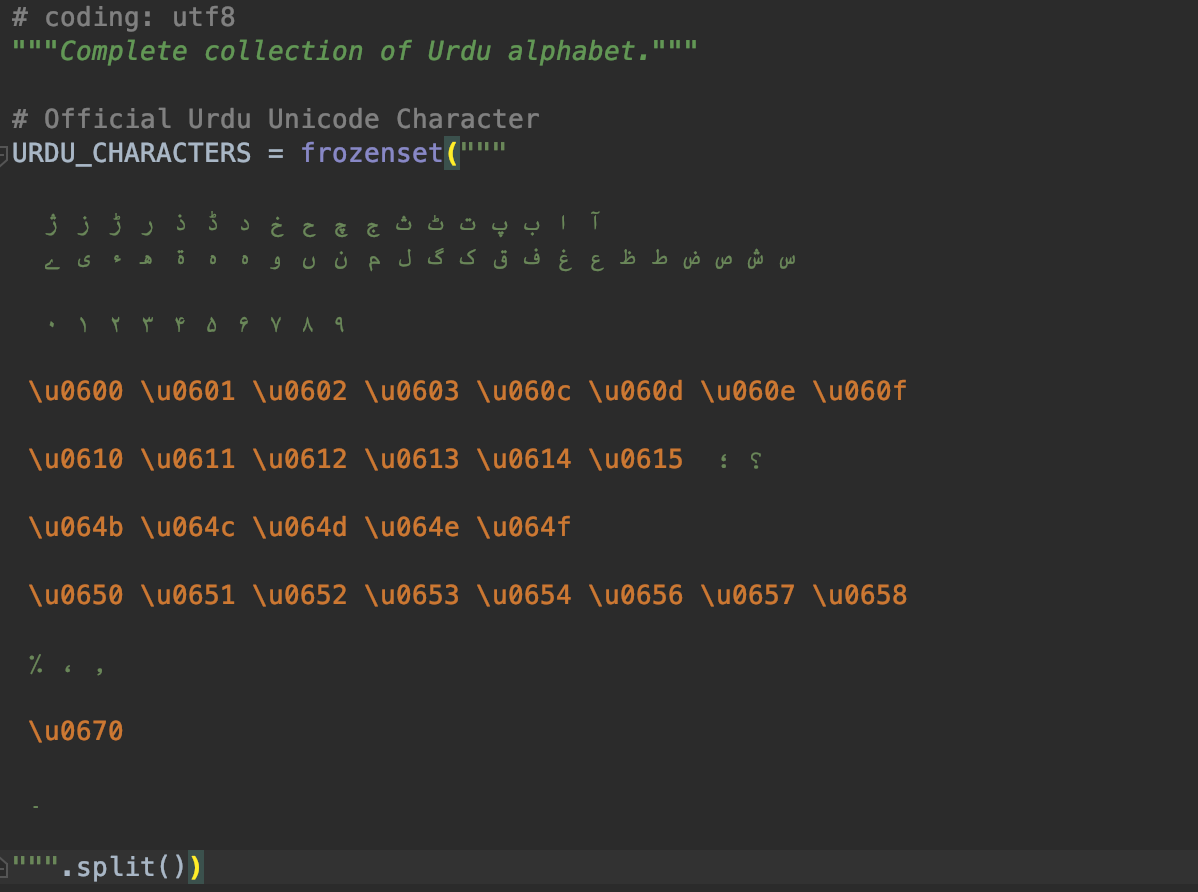 # coding: utf8
"""Complete collection of Urdu alphabet."""
# Official Urdu Unicode Character
URDU_CHARACTERS = frozenset("""
آ ا ب پ ت ٹ ث ج چ ح خ د ڈ ذ ر ڑ ز ژ
س ش ص ض ط ظ ع غ ف ق ک گ ل م ن ں و ہ ہ ۃ ھ ء ی ے
۰ ۱ ۲ ۳ ۴ ۵ ۶ ۷ ۸ ۹
\u0600 \u0601 \u0602 \u0603 \u060c \u060d \u060e \u060f
\u0610 \u0611 \u0612 \u0613 \u0614 \u0615 ؛ ؟
\u064b \u064c \u064d \u064e \u064f
\u0650 \u0651 \u0652 \u0653 \u0654 \u0656 \u0657 \u0658
٪ ، ٫
\u0670
۔
""".split())